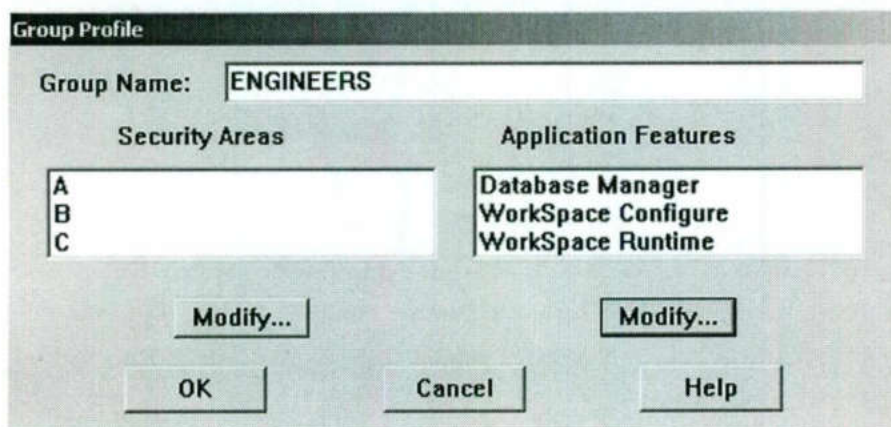 Group Profile
Group Name: ENGINEERS
Security Areas
Application Features
A
B
C
Database Manager
WorkSpace Configure
WorkSpace Runtime
Modify...
Modify...
OK
Cancel
Help